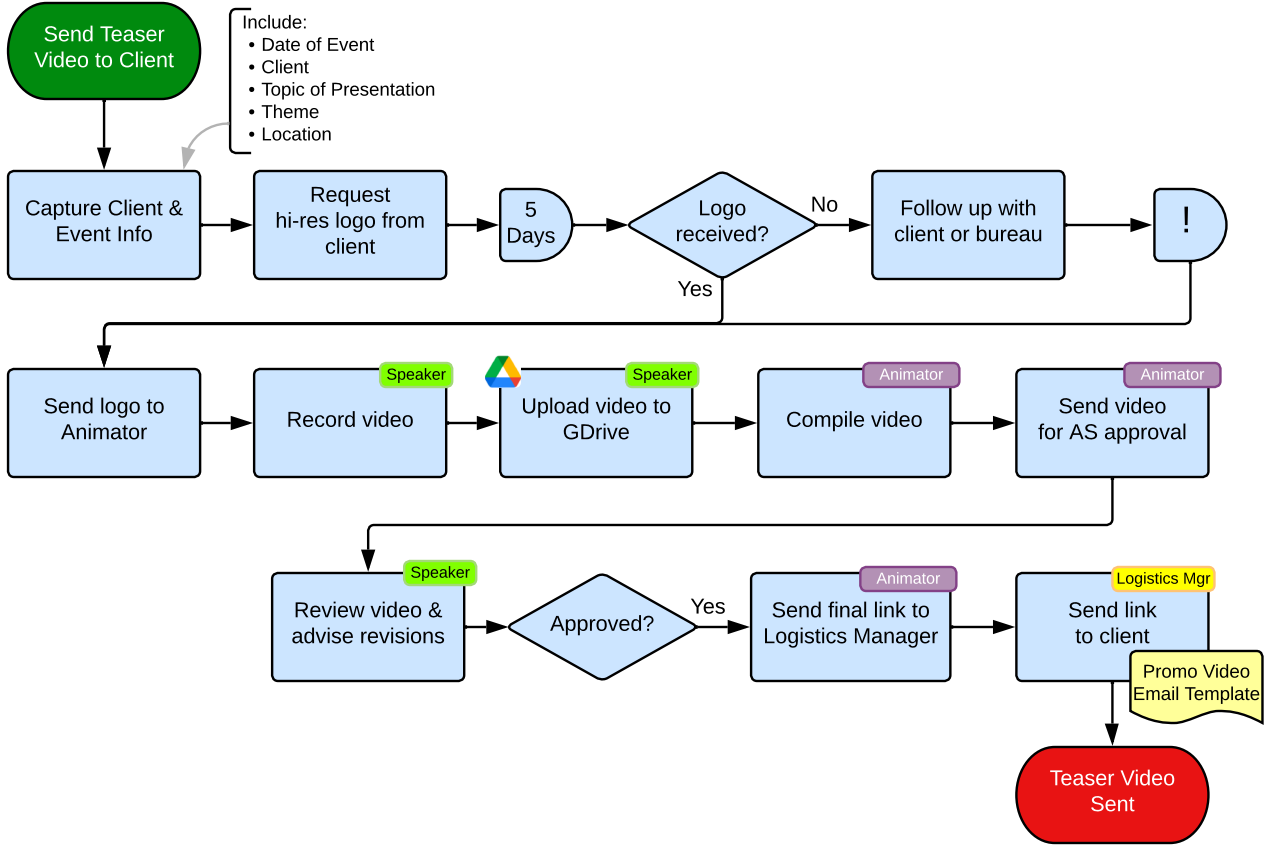 Send Teaser
Video to Client
Include:
• Date of Event
• Client
• Topic of Presentation
• Theme
• Location
Capture Client &
Event Info
Request
hi-res logo from
client
5
Days
Logo
received?
No
Yes
Follow up with
client or bureau
!
Send logo to
Animator
Speaker
Record video
Speaker
Upload video to
GDrive
Animator
Compile video
Animator
Send video
for AS approval
Speaker
Review video &
advise revisions
Approved?
Yes
Animator
Send final link to
Logistics Manager
Logistics Mgr
Send link
to client
Promo Video
Email Template
Teaser Video
Sent